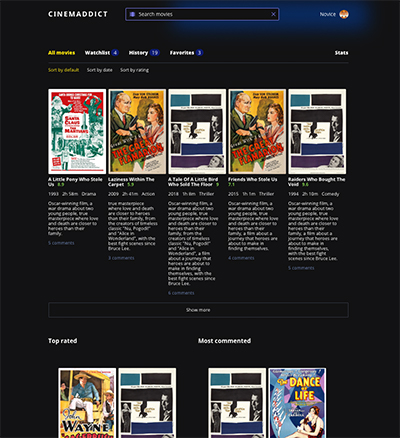 CINEMADDICT
Search movies
Novice
All movies Watchlist 4 History 19 Favorites 3 Stats
Sort by default Sort by date Sort by rating
SANTA
CLAUS
MARTIANS
A Little Pony Who Stole
Us 8.9
1993 2h 58m Drama
Oscar-winning film, a
war drama about two
young people, true
masterpiece where love
and death are closer to
heroes than their
family.
Laziness Within The
Carpet 5.9
2009 2h 41m Action
true masterpiece
where love and death
are closer to heroes
than their family, from
the creators of timeless
classic "Nu, Pogodi!"
and "Alice in
Wonderland", with the
best fight scenes since
Bruce Lee.
A Tale Of A Little Bird
Who Sold The Floor 9
2018 1h 8m Thriller
Oscar-winning film, a
war drama about two
young people, true
masterpiece where love
and death are closer to
heroes than their
family, from the
creators of timeless
classic "Nu, Pogodi!"
and "Alice in
Wonderland", a film
about a journey that
heroes are about to
make in finding
themselves, with the
best fight scenes since
Bruce Lee.
Friends Who Stole Us
7.1
2015 1h 1m Thriller
Oscar-winning film, a
war drama about two
young people, true
masterpiece where love
and death are closer to
heroes than their
family, a film about a
journey that heroes are
about to make in
finding themselves.
Raiders Who Bought The
Void 9.6
1994 2h 16m Comedy
Oscar-winning film, a
war drama about two
young people, true
masterpiece where love
and death are closer to
heroes than their
family, a film about a
journey that heroes are
about to make in
finding themselves,
with the best fight
scenes since Bruce Lee.
5 comments
Show more
Top rated Most commented
JOHN
WAYNE
The
DANCE
OF
LIFE